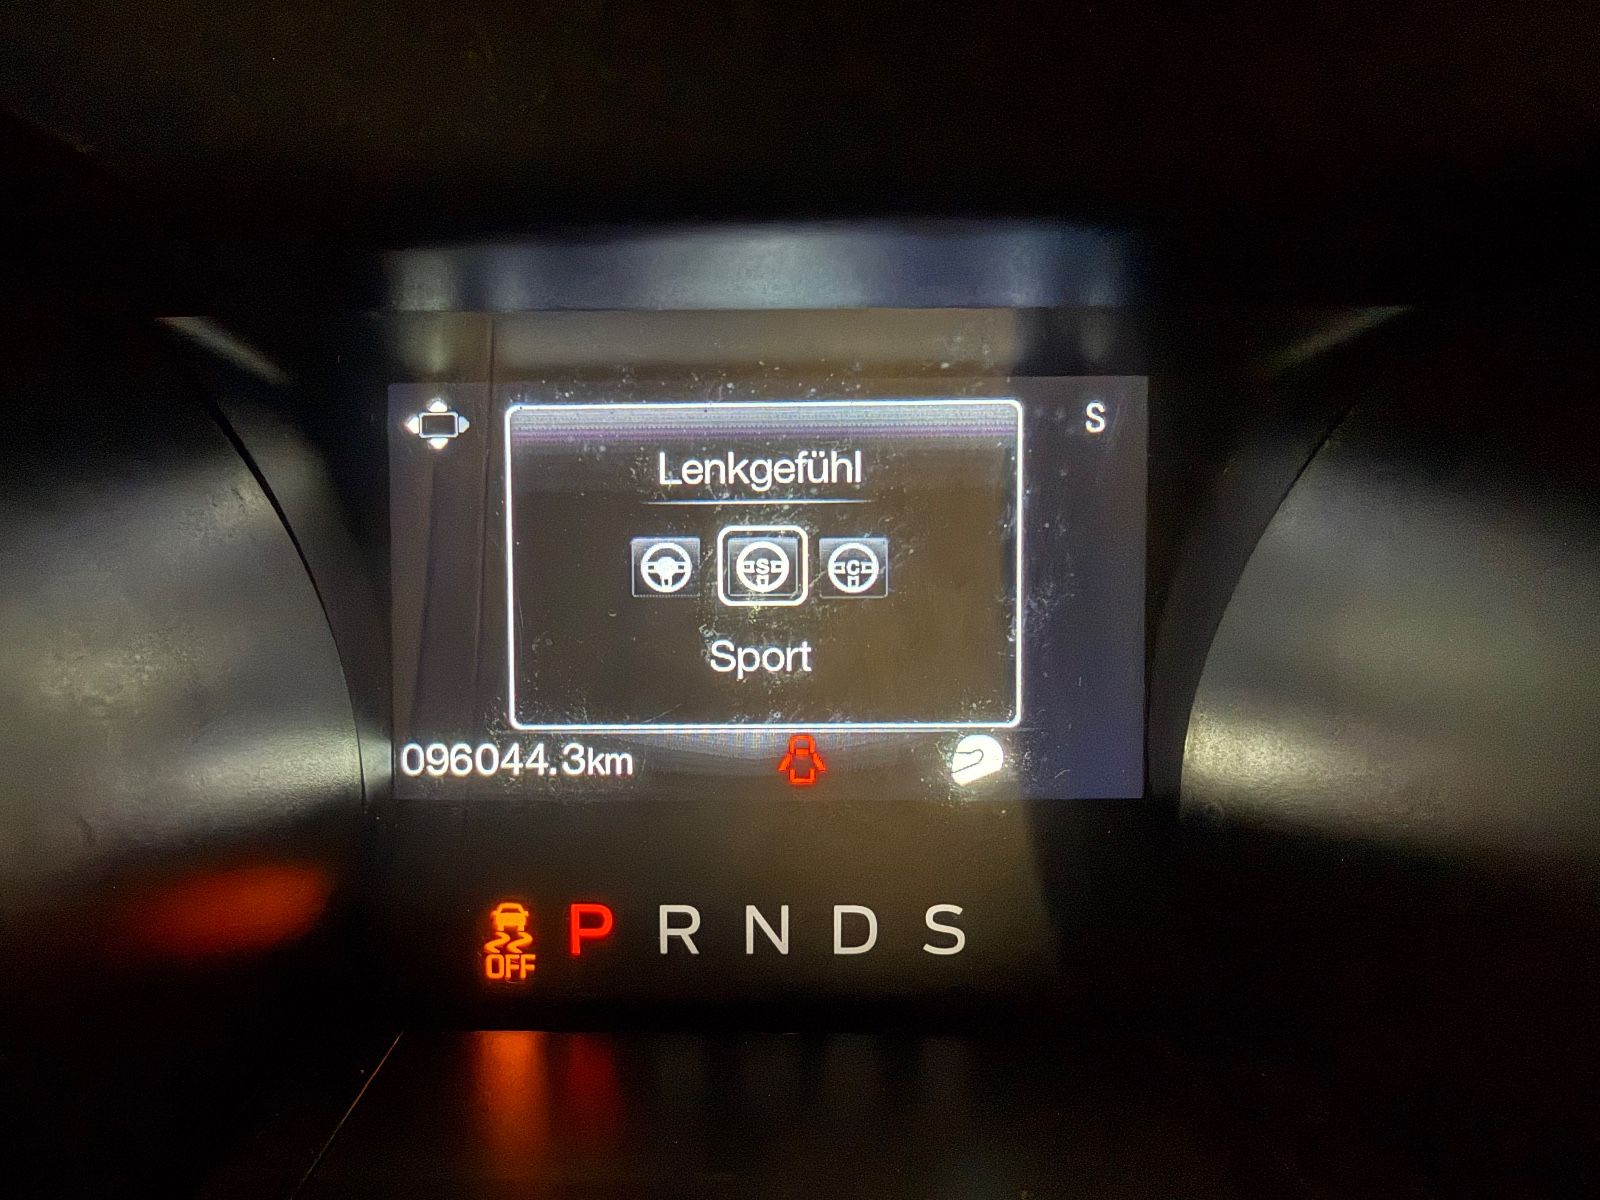 S
Lenkgefühl
S C
Sport
096044.3km
OFF P R N D S